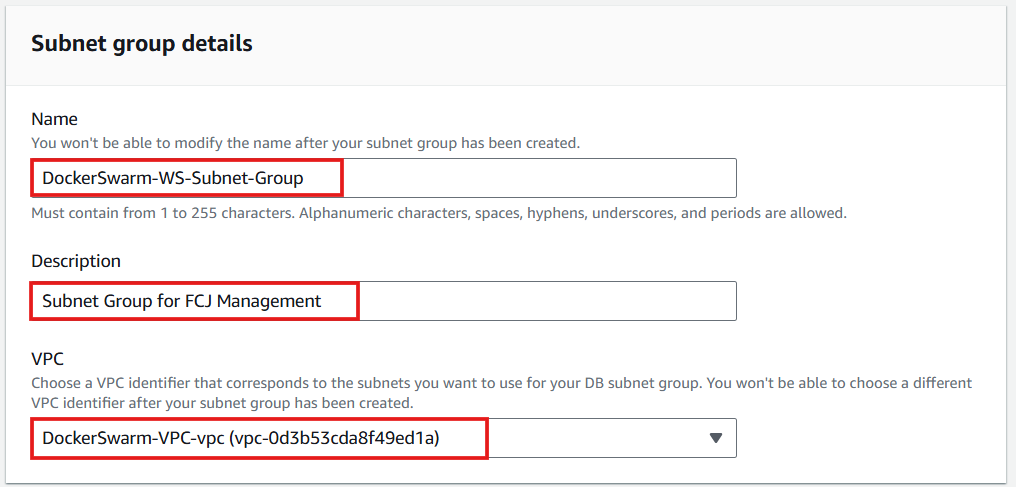 Subnet group details
Name
You won't be able to modify the name after your subnet group has been created.
DockerSwarm-WS-Subnet-Group
Must contain from 1 to 255 characters. Alphanumeric characters, spaces, hyphens, underscores, and periods are allowed.
Description
Subnet Group for FCJ Management
VPC
Choose a VPC identifier that corresponds to the subnets you want to use for your DB subnet group. You won't be able to choose a different
VPC identifier after your subnet group has been created.
DockerSwarm-VPC-vpc (vpc-0d3b53cda8f49ed1a)